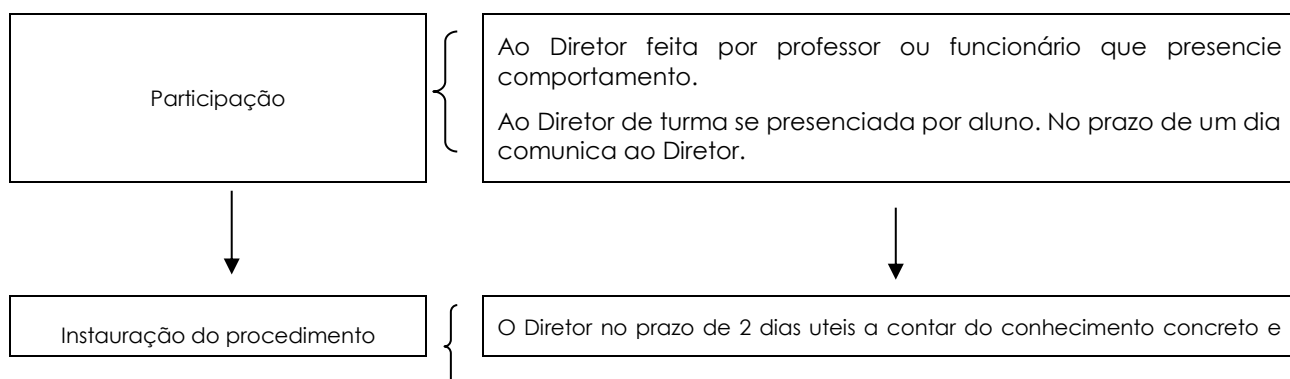 Participação
Ao Diretor feita por professor ou funcionário que presencie
comportamento.
Ao Diretor de turma se presenciada por aluno. No prazo de um dia
comunica ao Diretor.
Instauração do procedimento
O Diretor no prazo de 2 dias uteis a contar do conhecimento concreto e